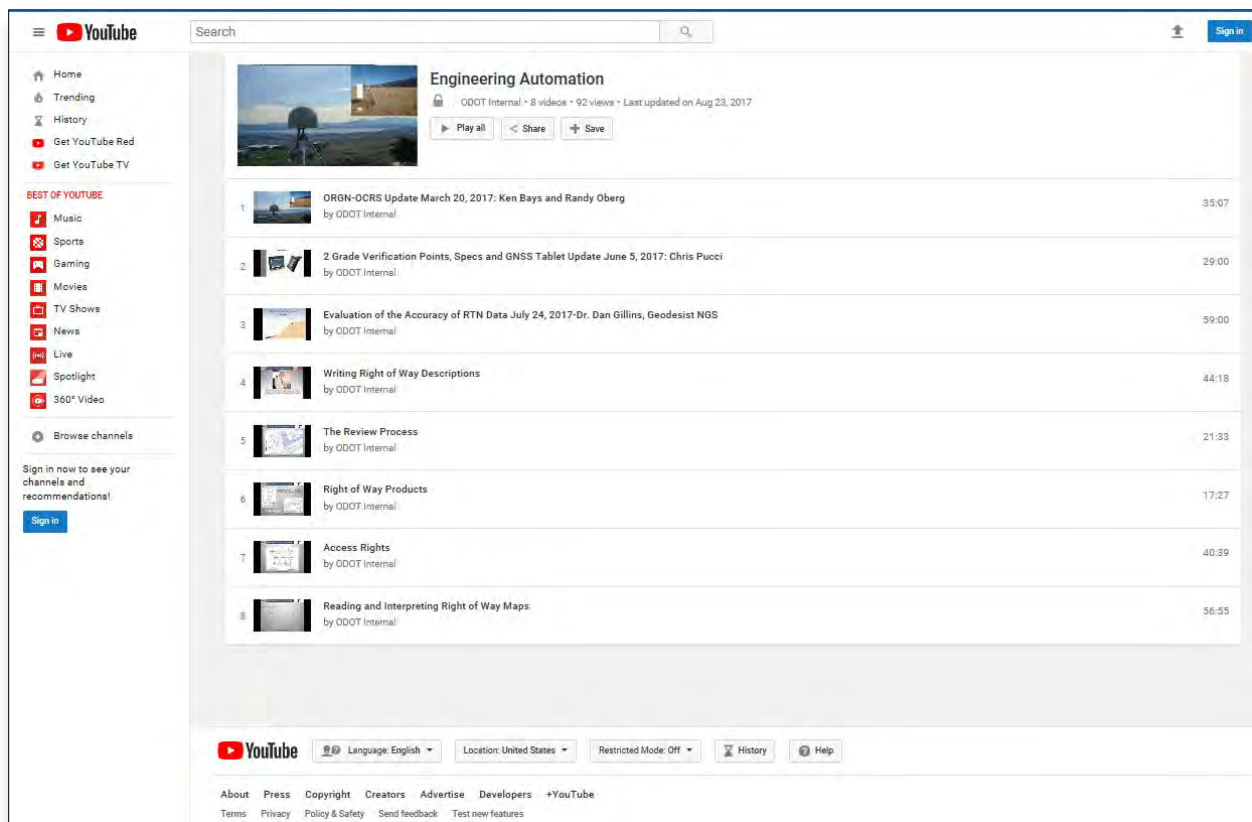 YouTube
Search
Sign in
Home
Trending
History
Get YouTube Red
Get YouTube TV
BEST OF YOUTUBE
Music
Sports
Gaming
Movies
TV Shows
News
Live
Spotlight
360° Video
Browse channels
Sign in now to see your
channels and
recommendations!
Sign in
Engineering Automation
ODOT Internal • 8 videos • 92 views • Last updated on Aug 23, 2017
Play all Share Save
1 ORGN-OCRS Update March 20, 2017: Ken Bays and Randy Oberg 35:07
by ODOT Internal
2 2 Grade Verification Points, Specs and GNSS Tablet Update June 5, 2017: Chris Pucci 29:00
by ODOT Internal
3 Evaluation of the Accuracy of RTN Data July 24, 2017-Dr. Dan Gillins, Geodesist NGS 59:00
by ODOT Internal
4 Writing Right of Way Descriptions 44:18
by ODOT Internal
5 The Review Process 21:33
by ODOT Internal
6 Right of Way Products 17:27
by ODOT Internal
7 Access Rights 40:39
by ODOT Internal
8 Reading and Interpreting Right of Way Maps 56:55
by ODOT Internal
YouTube Language: English Location: United States Restricted Mode: Off History Help
About Press Copyright Creators Advertise Developers +YouTube
Terms Privacy Policy & Safety Send feedback Test new features